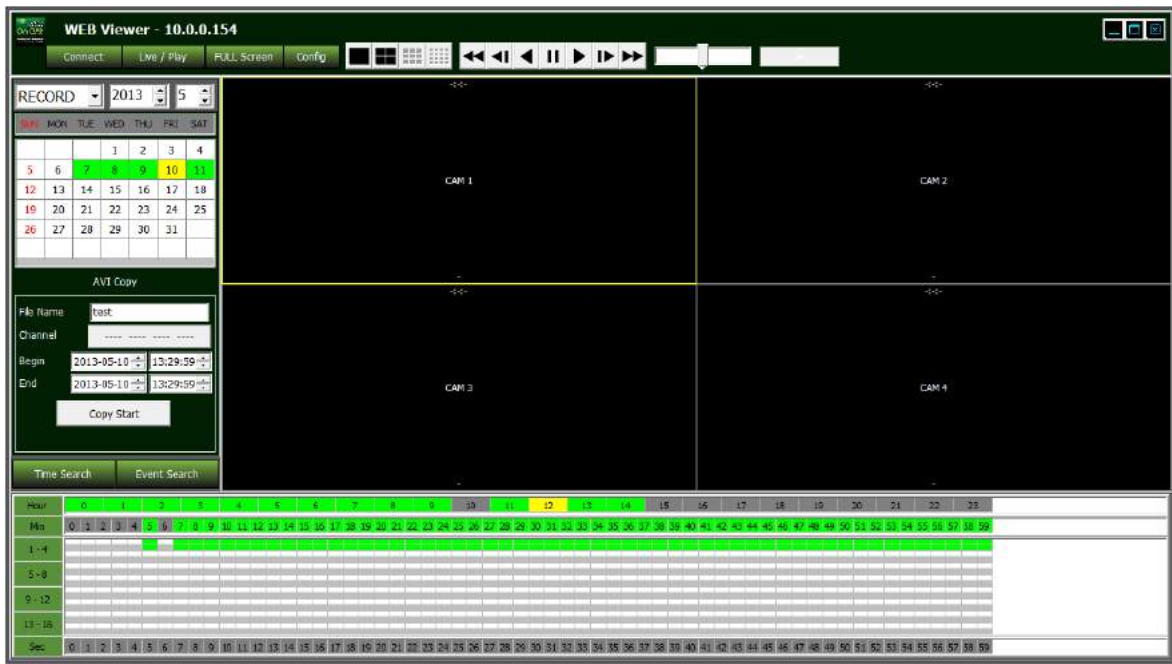 WEB Viewer - 10.0.0.154
Connect Live / Play FULL Screen Config
RECORD 2013 5
SUN MON TUE WED THU FRI SAT
1 2 3 4
5 6 7 8 9 10 11
12 13 14 15 16 17 18
19 20 21 22 23 24 25
26 27 28 29 30 31
AVI Copy
File Name test
Channel ---- ---- ---- ----
Begin 2013-05-10 13:29:59
End 2013-05-10 13:29:59
Copy Start
Time Search Event Search
-:-:-
CAM 1
-
-:-:-
CAM 2
-
-:-:-
CAM 3
-
-:-:-
CAM 4
-
Hour 0 1 2 3 4 5 6 7 8 9 10 11 12 13 14 15 16 17 18 19 20 21 22 23
Min 0 1 2 3 4 5 6 7 8 9 10 11 12 13 14 15 16 17 18 19 20 21 22 23 24 25 26 27 28 29 30 31 32 33 34 35 36 37 38 39 40 41 42 43 44 45 46 47 48 49 50 51 52 53 54 55 56 57 58 59
1 - 4
5 - 8
9 - 12
13 - 16
Sec 0 1 2 3 4 5 6 7 8 9 10 11 12 13 14 15 16 17 18 19 20 21 22 23 24 25 26 27 28 29 30 31 32 33 34 35 36 37 38 39 40 41 42 43 44 45 46 47 48 49 50 51 52 53 54 55 56 57 58 59